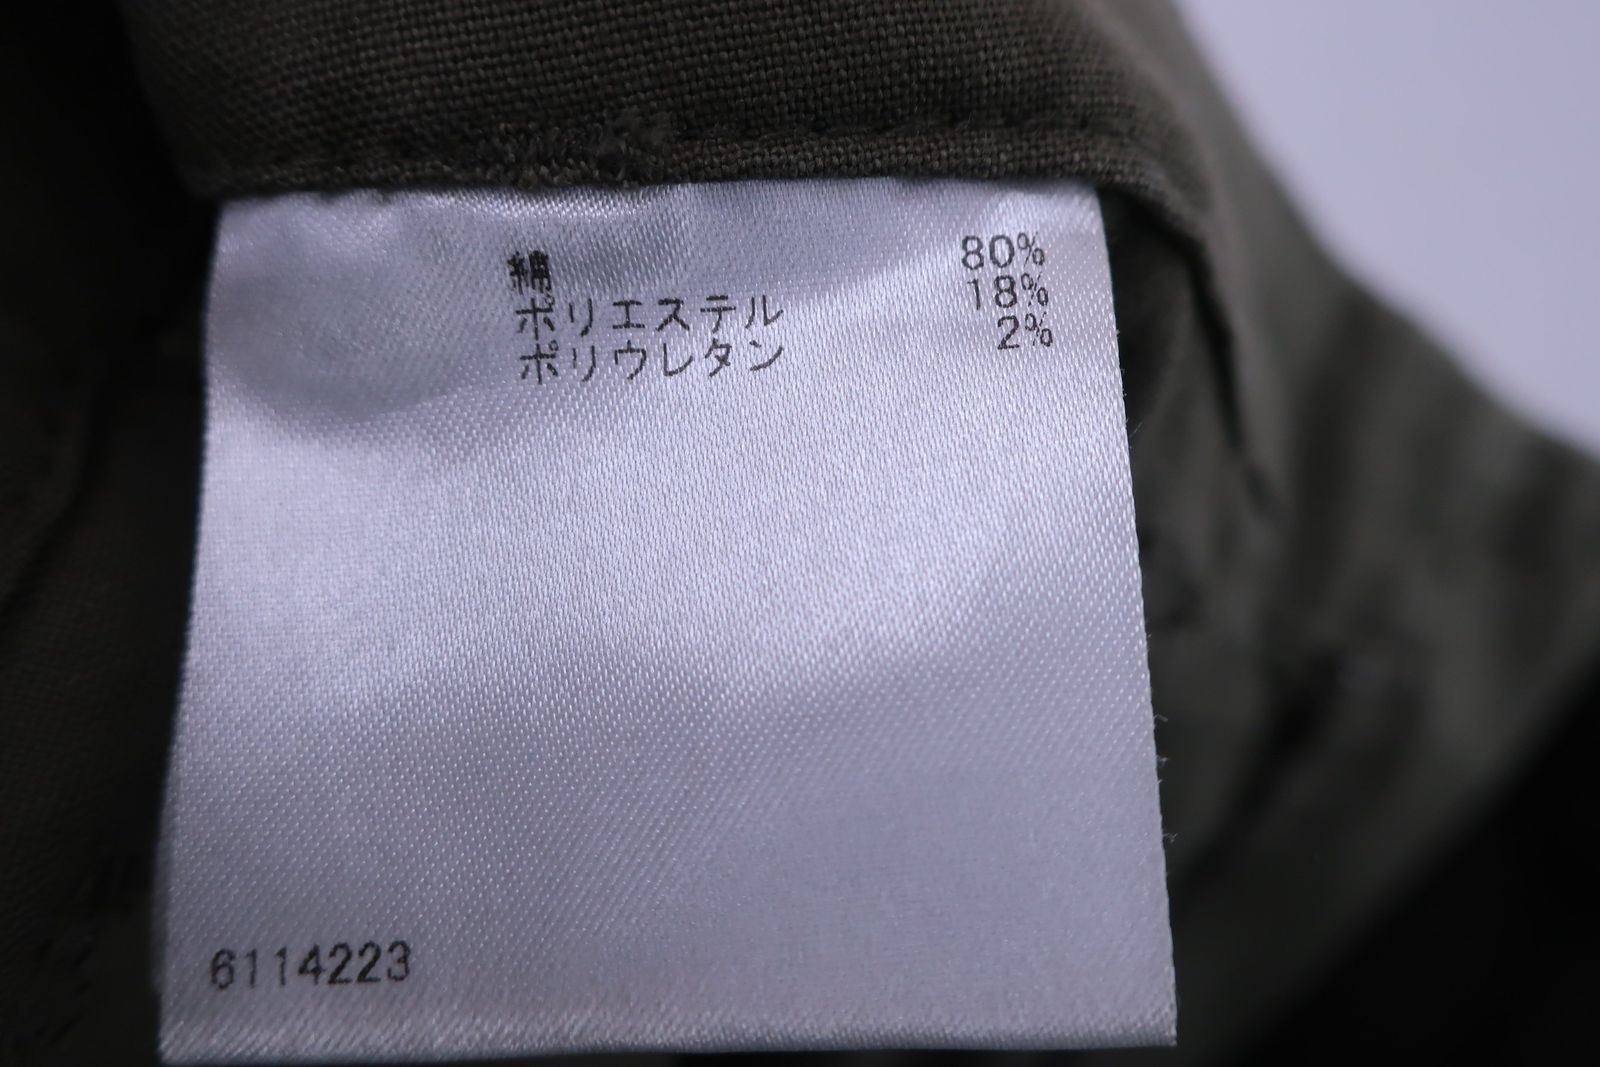 綿 80%
ポリエステル 18%
ポリウレタン 2%
6114223